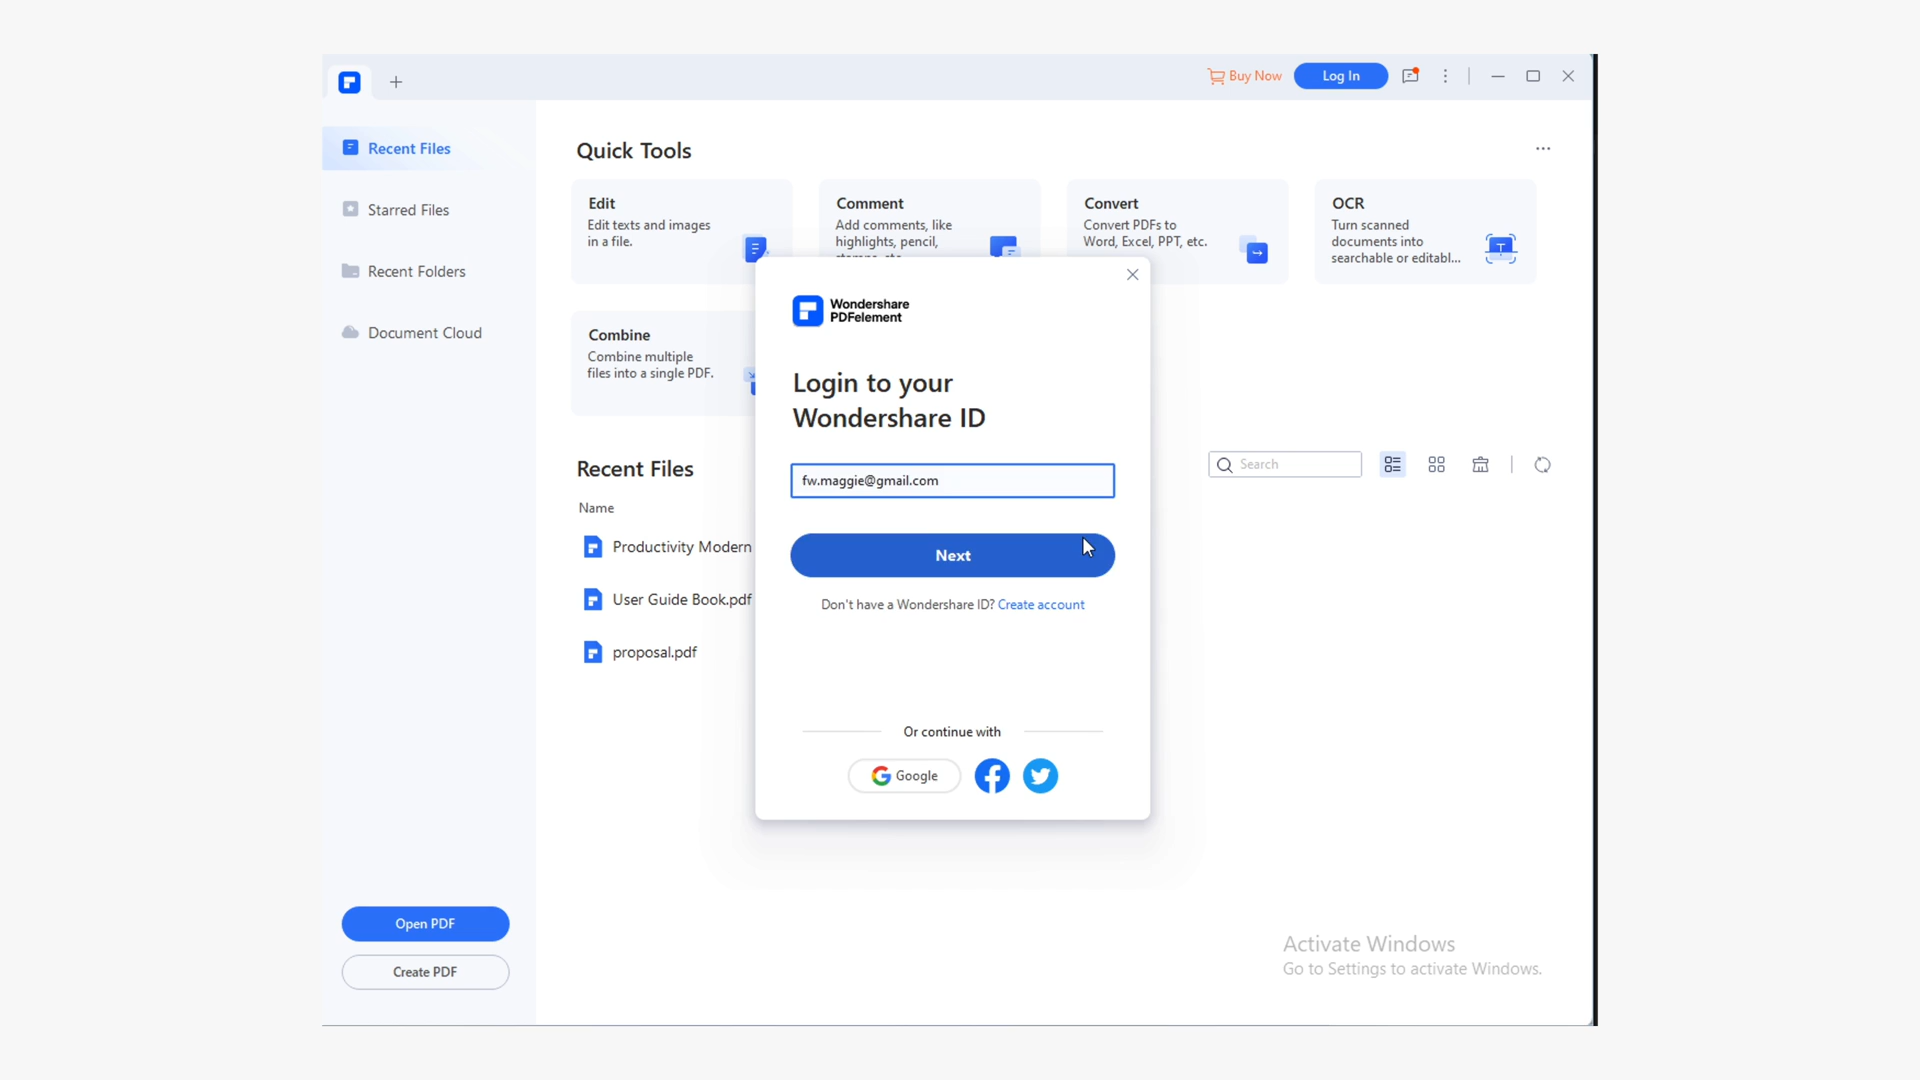 Buy Now
Log In
Recent Files
Starred Files
Recent Folders
Document Cloud
Quick Tools
Edit
Edit texts and images
in a file.
Comment
Add comments, like
highlights, pencil,
Convert
Convert PDFs to
Word, Excel, PPT, etc.
OCR
Turn scanned
documents into
searchable or editabl...
Combine
Combine multiple
files into a single PDF.
Wondershare
PDFelement
Login to your
Wondershare ID
fw.maggie@gmail.com
Next
Don't have a Wondershare ID? Create account
Or continue with
Google
Recent Files
Search
Name
Productivity Modern
User Guide Book.pdf
proposal.pdf
Open PDF
Create PDF
Activate Windows
Go to Settings to activate Windows.